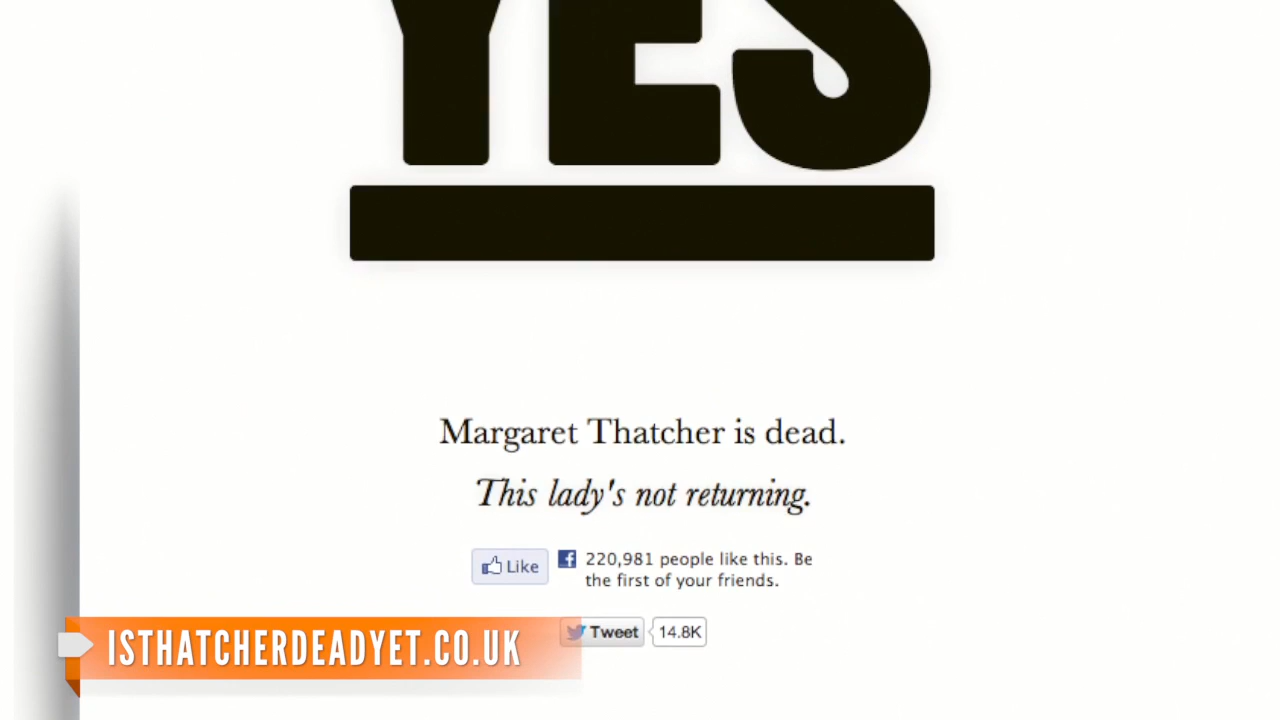 YES
Margaret Thatcher is dead.
This lady's not returning.
Like
220,981 people like this. Be
the first of your friends.
Tweet
14.8K
ISTHATCHERDEADYET.CO.UK